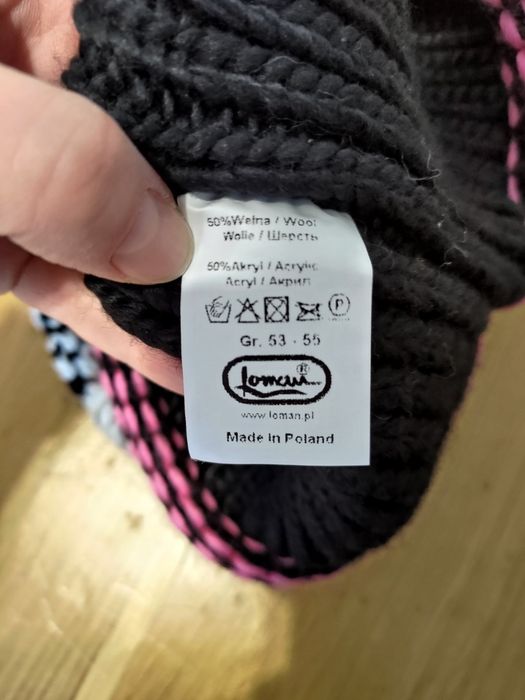 50%Wełna / Wool
Wolle / Шерсть
50%Akryl / Acrylic
Acryl / Акрил
P
Gr. 53 - 55
Loman ®
www.loman.pl
Made in Poland